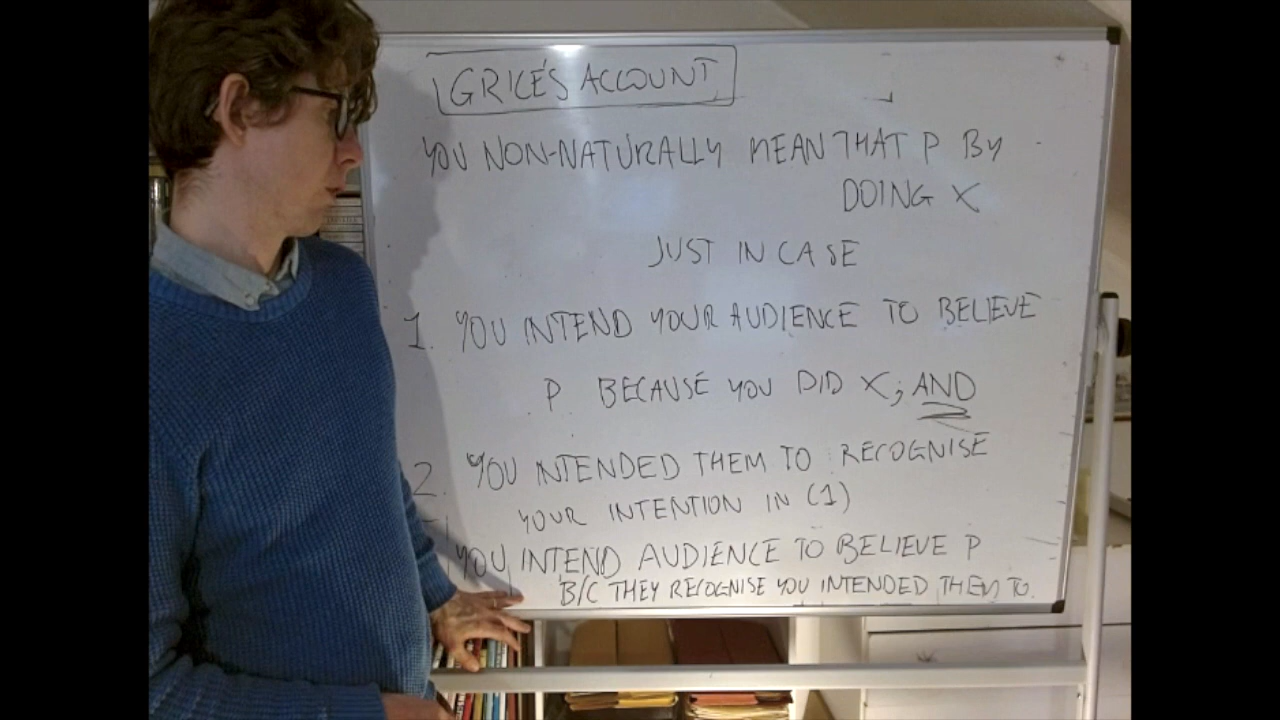 GRICE'S ACCOUNT
YOU NON-NATURALLY MEAN THAT P BY
DOING X
JUST IN CASE
1. YOU INTEND YOUR AUDIENCE TO BELIEVE
P BECAUSE YOU DID X; AND
2. YOU INTENDED THEM TO RECOGNISE
YOUR INTENTION IN (1)
YOU INTEND AUDIENCE TO BELIEVE P
B/C THEY RECOGNISE YOU INTENDED THEM TO.